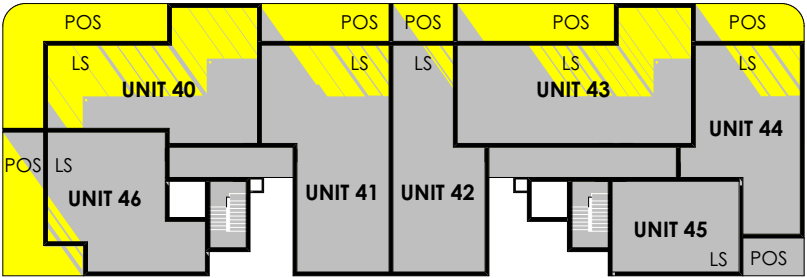 POS
POS
POS
POS
POS
LS
LS
LS
LS
LS
UNIT 40
UNIT 43
UNIT 44
POS
LS
UNIT 46
UNIT 41
UNIT 42
UNIT 45
LS
POS